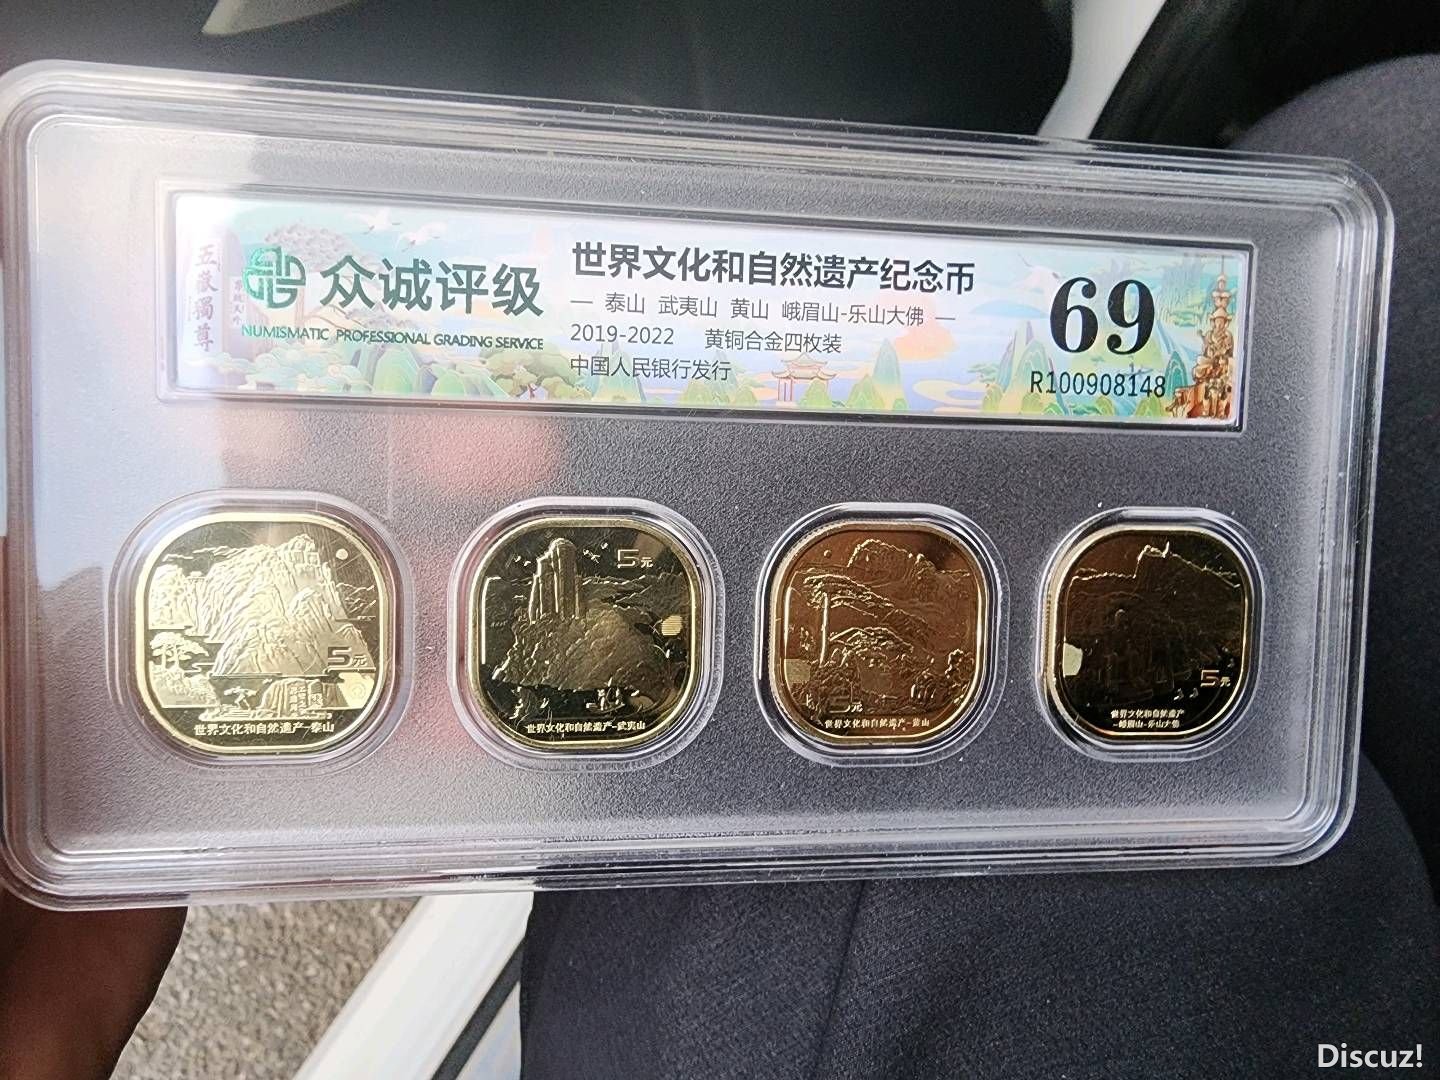 五嶽獨尊
众诚评级
NUMISMATIC PROFESSIONAL GRADING SERVICE
世界文化和自然遗产纪念币
— 泰山 武夷山 黄山 峨眉山-乐山大佛 —
2019-2022 黄铜合金四枚装
中国人民银行发行
69
R100908148
5元
世界文化和自然遗产-泰山
5元
世界文化和自然遗产-武夷山
5元
世界文化和自然遗产-黄山
5元
世界文化和自然遗产
-峨眉山-乐山大佛
Discuz!